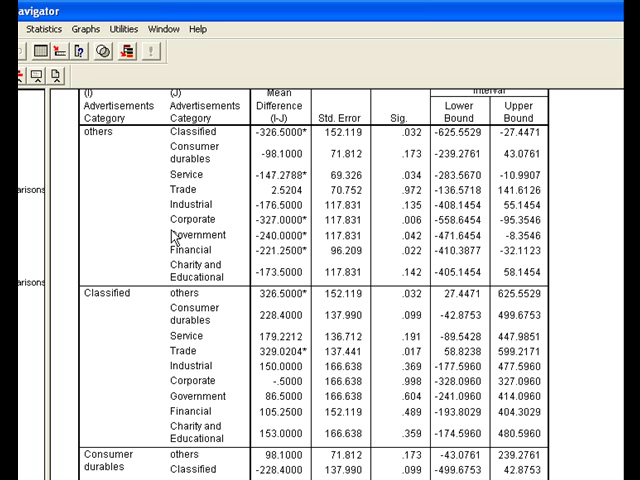 avigator
Statistics Graphs Utilities Window Help
Interval
(I) (J) Mean
Advertisements Advertisements Difference Lower Upper
Category Category (I-J) Std. Error Sig. Bound Bound
others Classified -326.5000* 152.119 .032 -625.5529 -27.4471
Consumer
durables -98.1000 71.812 .173 -239.2761 43.0761
Service -147.2788* 69.326 .034 -283.5670 -10.9907
Trade 2.5204 70.752 .972 -136.5718 141.6126
Industrial -176.5000 117.831 .135 -408.1454 55.1454
Corporate -327.0000* 117.831 .006 -558.6454 -95.3546
Government -240.0000* 117.831 .042 -471.6454 -8.3546
Financial -221.2500* 96.209 .022 -410.3877 -32.1123
Charity and
Educational -173.5000 117.831 .142 -405.1454 58.1454
Classified others 326.5000* 152.119 .032 27.4471 625.5529
Consumer
durables 228.4000 137.990 .099 -42.8753 499.6753
Service 179.2212 136.712 .191 -89.5428 447.9851
Trade 329.0204* 137.441 .017 58.8238 599.2171
Industrial 150.0000 166.638 .369 -177.5960 477.5960
Corporate -.5000 166.638 .998 -328.0960 327.0960
Government 86.5000 166.638 .604 -241.0960 414.0960
Financial 105.2500 152.119 .489 -193.8029 404.3029
Charity and
Educational 153.0000 166.638 .359 -174.5960 480.5960
Consumer others 98.1000 71.812 .173 -43.0761 239.2761
durables Classified -228.4000 137.990 .099 -499.6753 42.8753
arisons
arisons